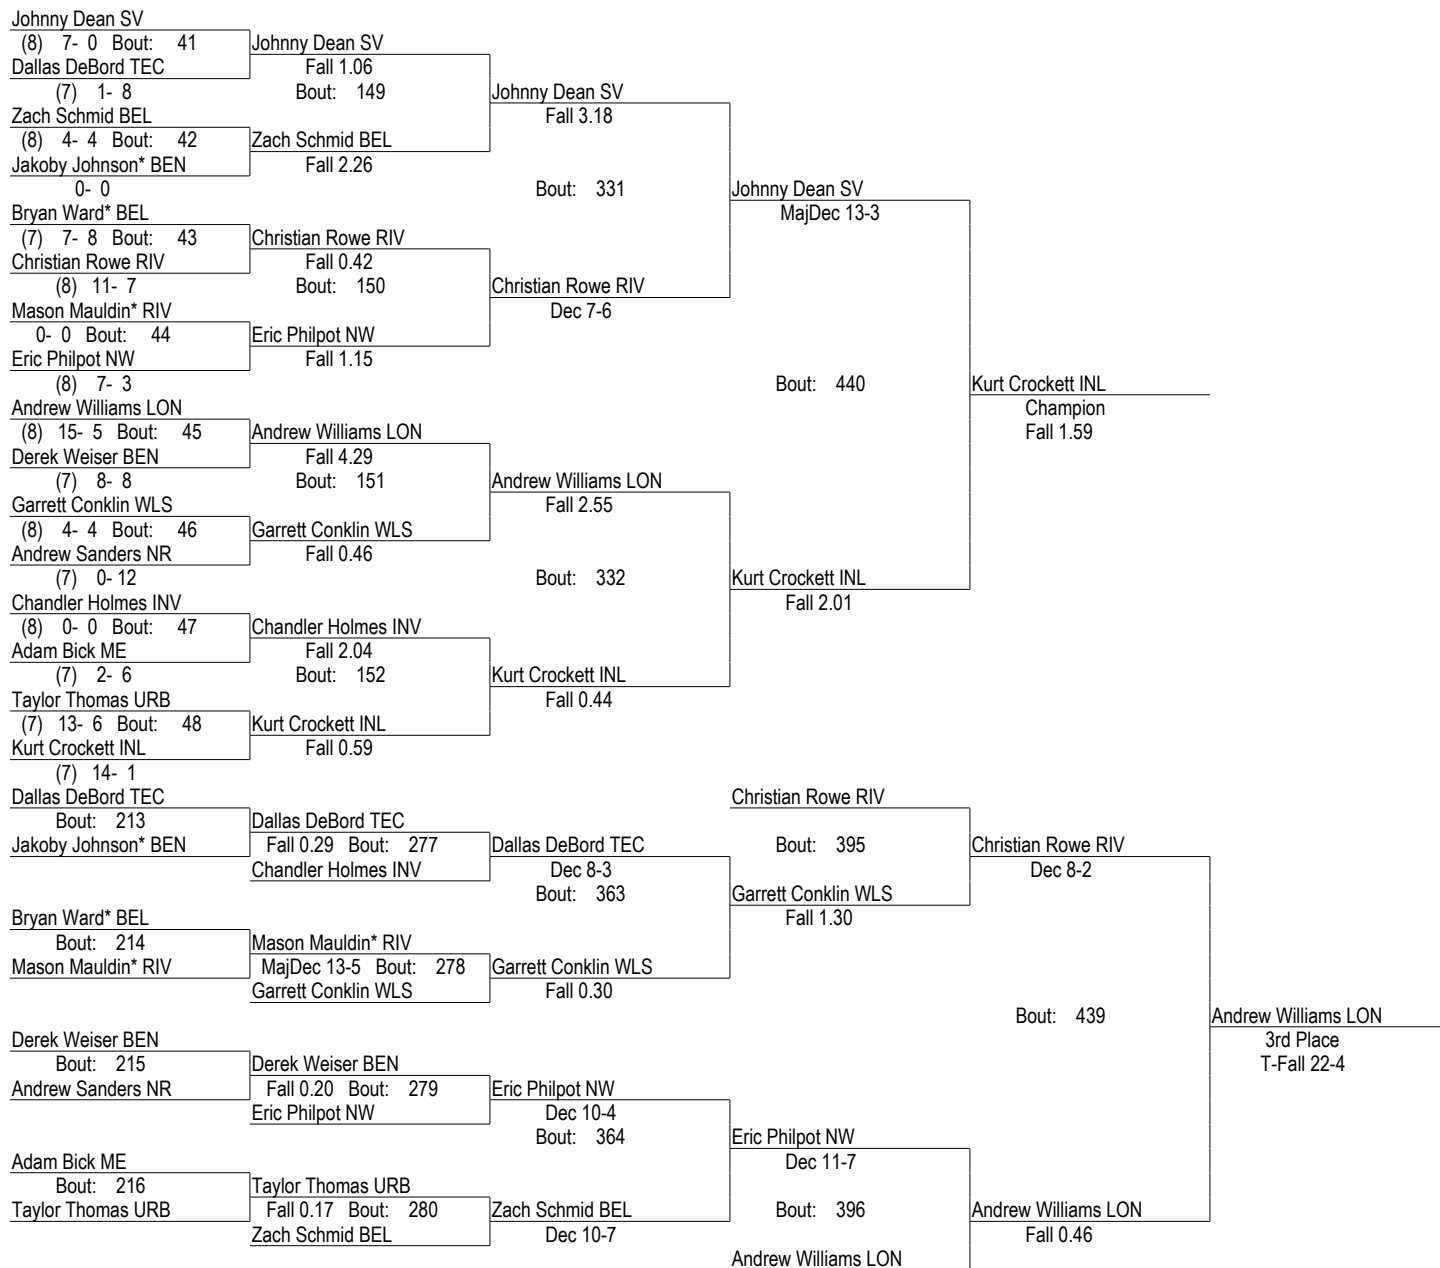 Johnny Dean SV
(8) 7- 0 Bout: 41 Johnny Dean SV
Dallas DeBord TEC Fall 1.06
(7) 1- 8 Bout: 149 Johnny Dean SV
Zach Schmid BEL Fall 3.18
(8) 4- 4 Bout: 42 Zach Schmid BEL
Jakoby Johnson* BEN Fall 2.26
0- 0 Bout: 331 Johnny Dean SV
Bryan Ward* BEL MajDec 13-3
(7) 7- 8 Bout: 43 Christian Rowe RIV
Christian Rowe RIV Fall 0.42
(8) 11- 7 Bout: 150 Christian Rowe RIV
Mason Mauldin* RIV Dec 7-6
0- 0 Bout: 44 Eric Philpot NW
Eric Philpot NW Fall 1.15
(8) 7- 3 Bout: 440 Kurt Crockett INL
Andrew Williams LON Champion
(8) 15- 5 Bout: 45 Andrew Williams LON Fall 1.59
Derek Weiser BEN Fall 4.29
(7) 8- 8 Bout: 151 Andrew Williams LON
Garrett Conklin WLS Fall 2.55
(8) 4- 4 Bout: 46 Garrett Conklin WLS
Andrew Sanders NR Fall 0.46
(7) 0- 12 Bout: 332 Kurt Crockett INL
Chandler Holmes INV Fall 2.01
(8) 0- 0 Bout: 47 Chandler Holmes INV
Adam Bick ME Fall 2.04
(7) 2- 6 Bout: 152 Kurt Crockett INL
Taylor Thomas URB Fall 0.44
(7) 13- 6 Bout: 48 Kurt Crockett INL
Kurt Crockett INL Fall 0.59
(7) 14- 1
Dallas DeBord TEC Christian Rowe RIV
Bout: 213 Dallas DeBord TEC
Jakoby Johnson* BEN Fall 0.29 Bout: 277 Dallas DeBord TEC Bout: 395 Christian Rowe RIV
Chandler Holmes INV Dec 8-3 Dec 8-2
Bout: 363 Garrett Conklin WLS
Bryan Ward* BEL Fall 1.30
Bout: 214 Mason Mauldin* RIV
Mason Mauldin* RIV MajDec 13-5 Bout: 278 Garrett Conklin WLS
Garrett Conklin WLS Fall 0.30
Bout: 439 Andrew Williams LON
Derek Weiser BEN 3rd Place
Bout: 215 Derek Weiser BEN T-Fall 22-4
Andrew Sanders NR Fall 0.20 Bout: 279 Eric Philpot NW
Eric Philpot NW Dec 10-4
Bout: 364 Eric Philpot NW
Adam Bick ME Dec 11-7
Bout: 216 Taylor Thomas URB
Taylor Thomas URB Fall 0.17 Bout: 280 Zach Schmid BEL Bout: 396 Andrew Williams LON
Zach Schmid BEL Dec 10-7 Fall 0.46
Andrew Williams LON